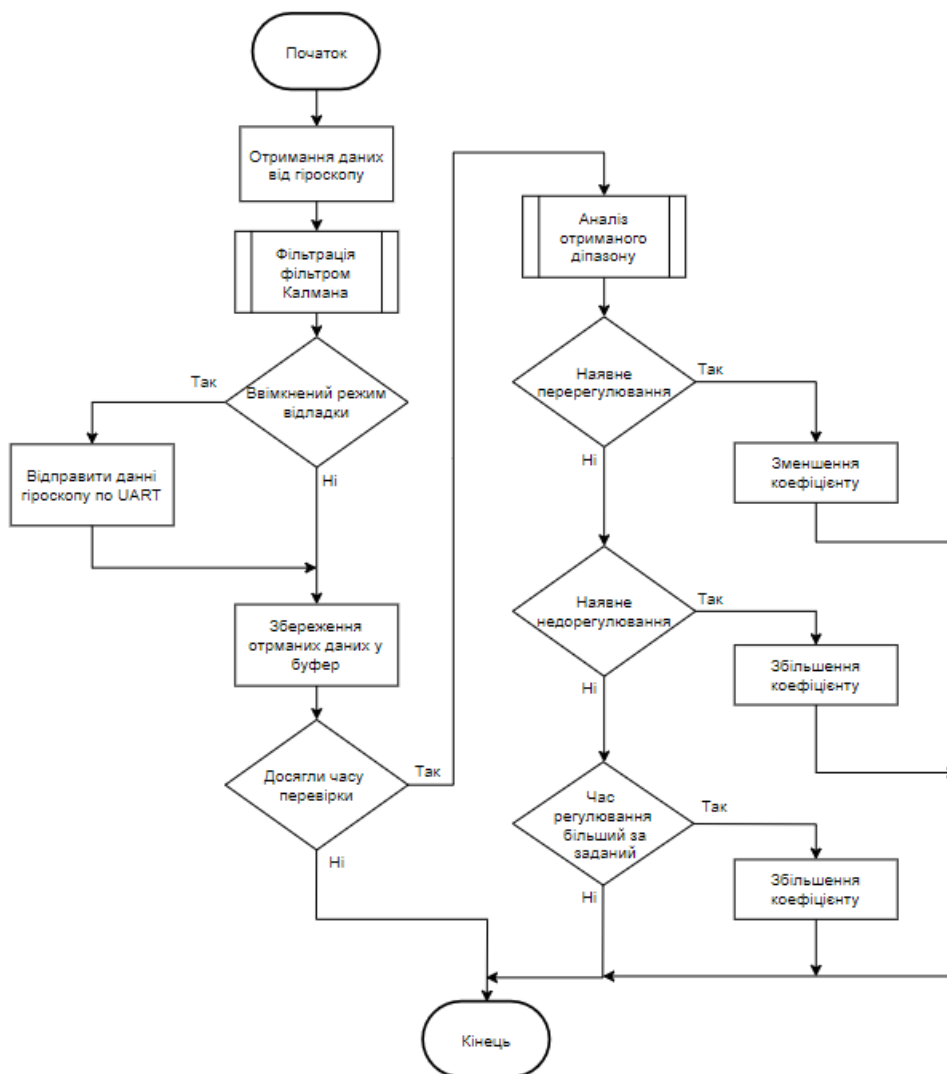 Початок
Отримання даних
від гіроскопу
Фільтрація
фільтром
Калмана
Так
Ввімкнений режим
відладки
Ні
Відправити данні
гіроскопу по UART
Збереження
отрманих даних у
буфер
Досягли часу
перевірки
Так
Ні
Аналіз
отриманого
діпазону
Наявне
перерегулювання
Так
Ні
Зменшення
коефіцієнту
Наявне
недорегулювання
Так
Ні
Збільшення
коефіцієнту
Час
регулювання
більший за
заданий
Так
Ні
Збільшення
коефіцієнту
Кінець